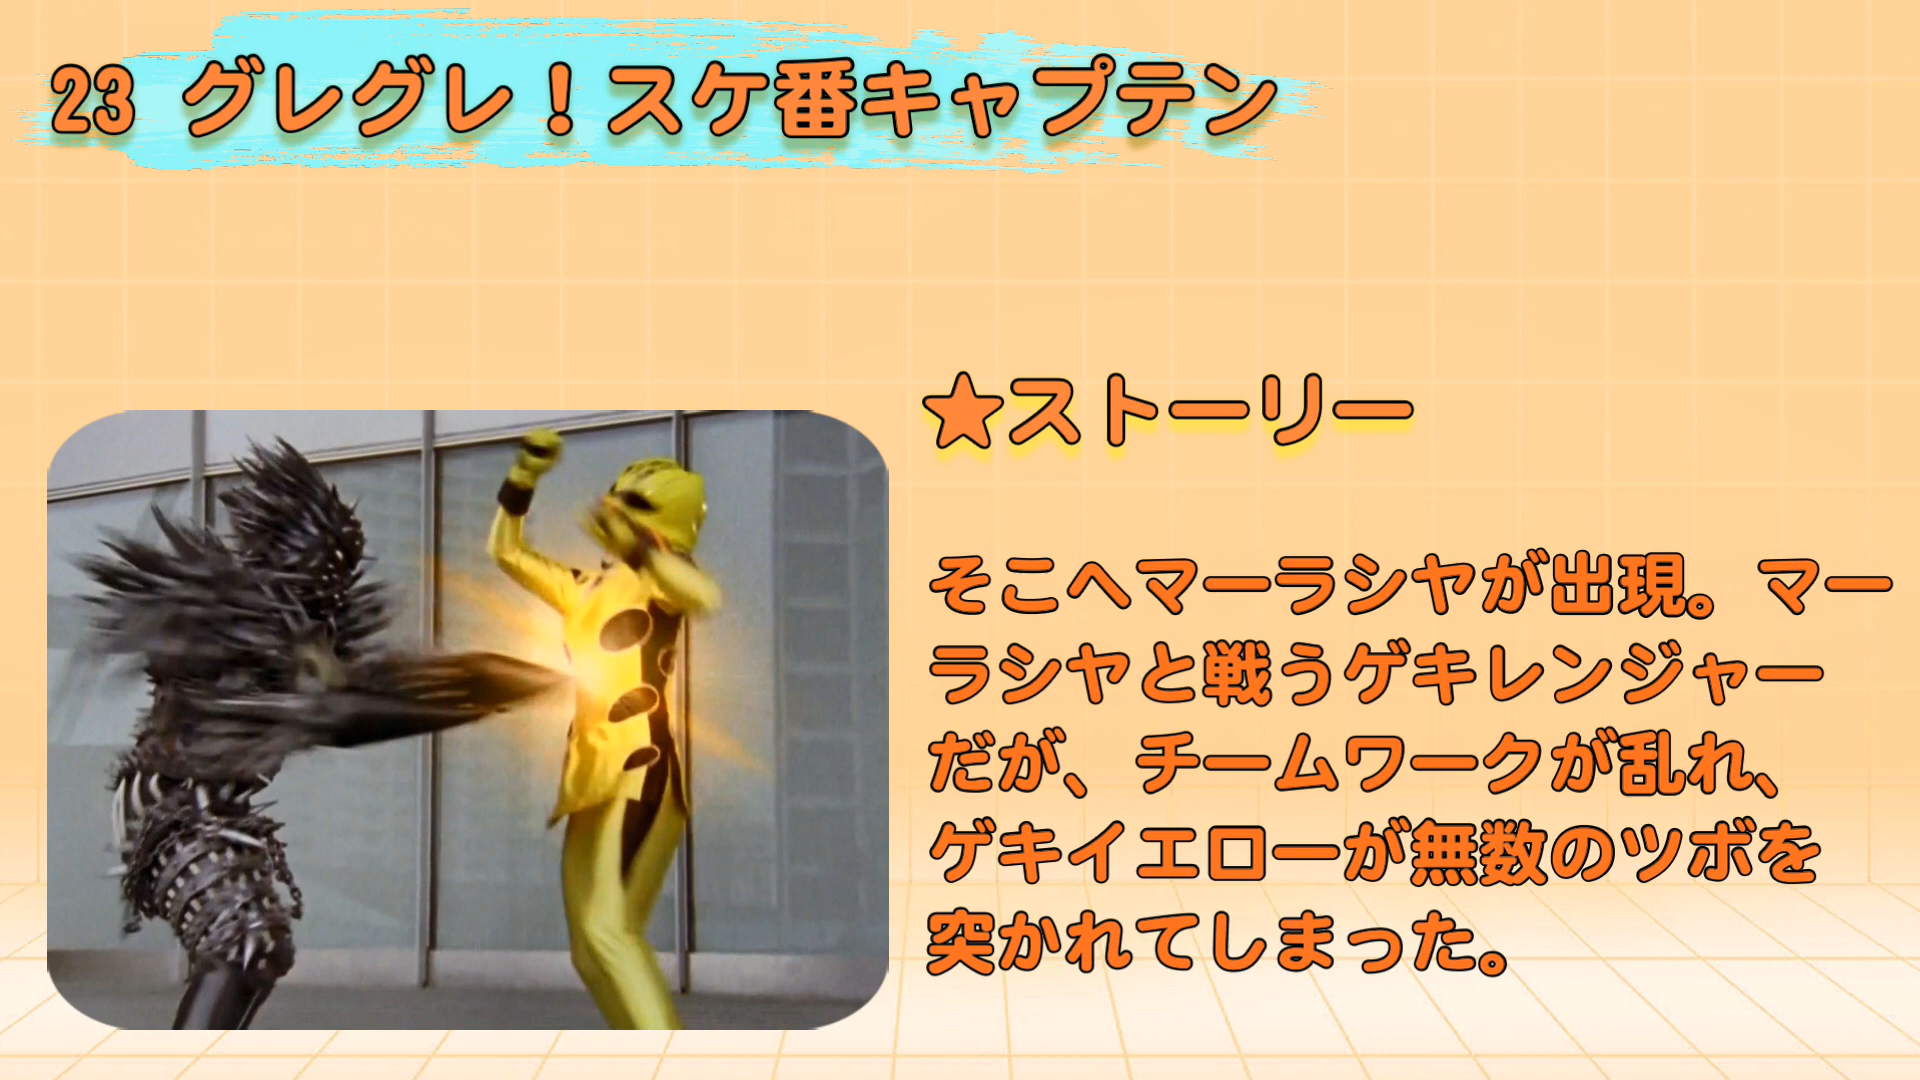 23 グレグレ！スケ番キャプテン
★ストーリー
そこへマーラシヤが出現。マー
ラシヤと戦うゲキレンジャー
だが、チームワークが乱れ、
ゲキイエローが無数のツボを
突かれてしまった。